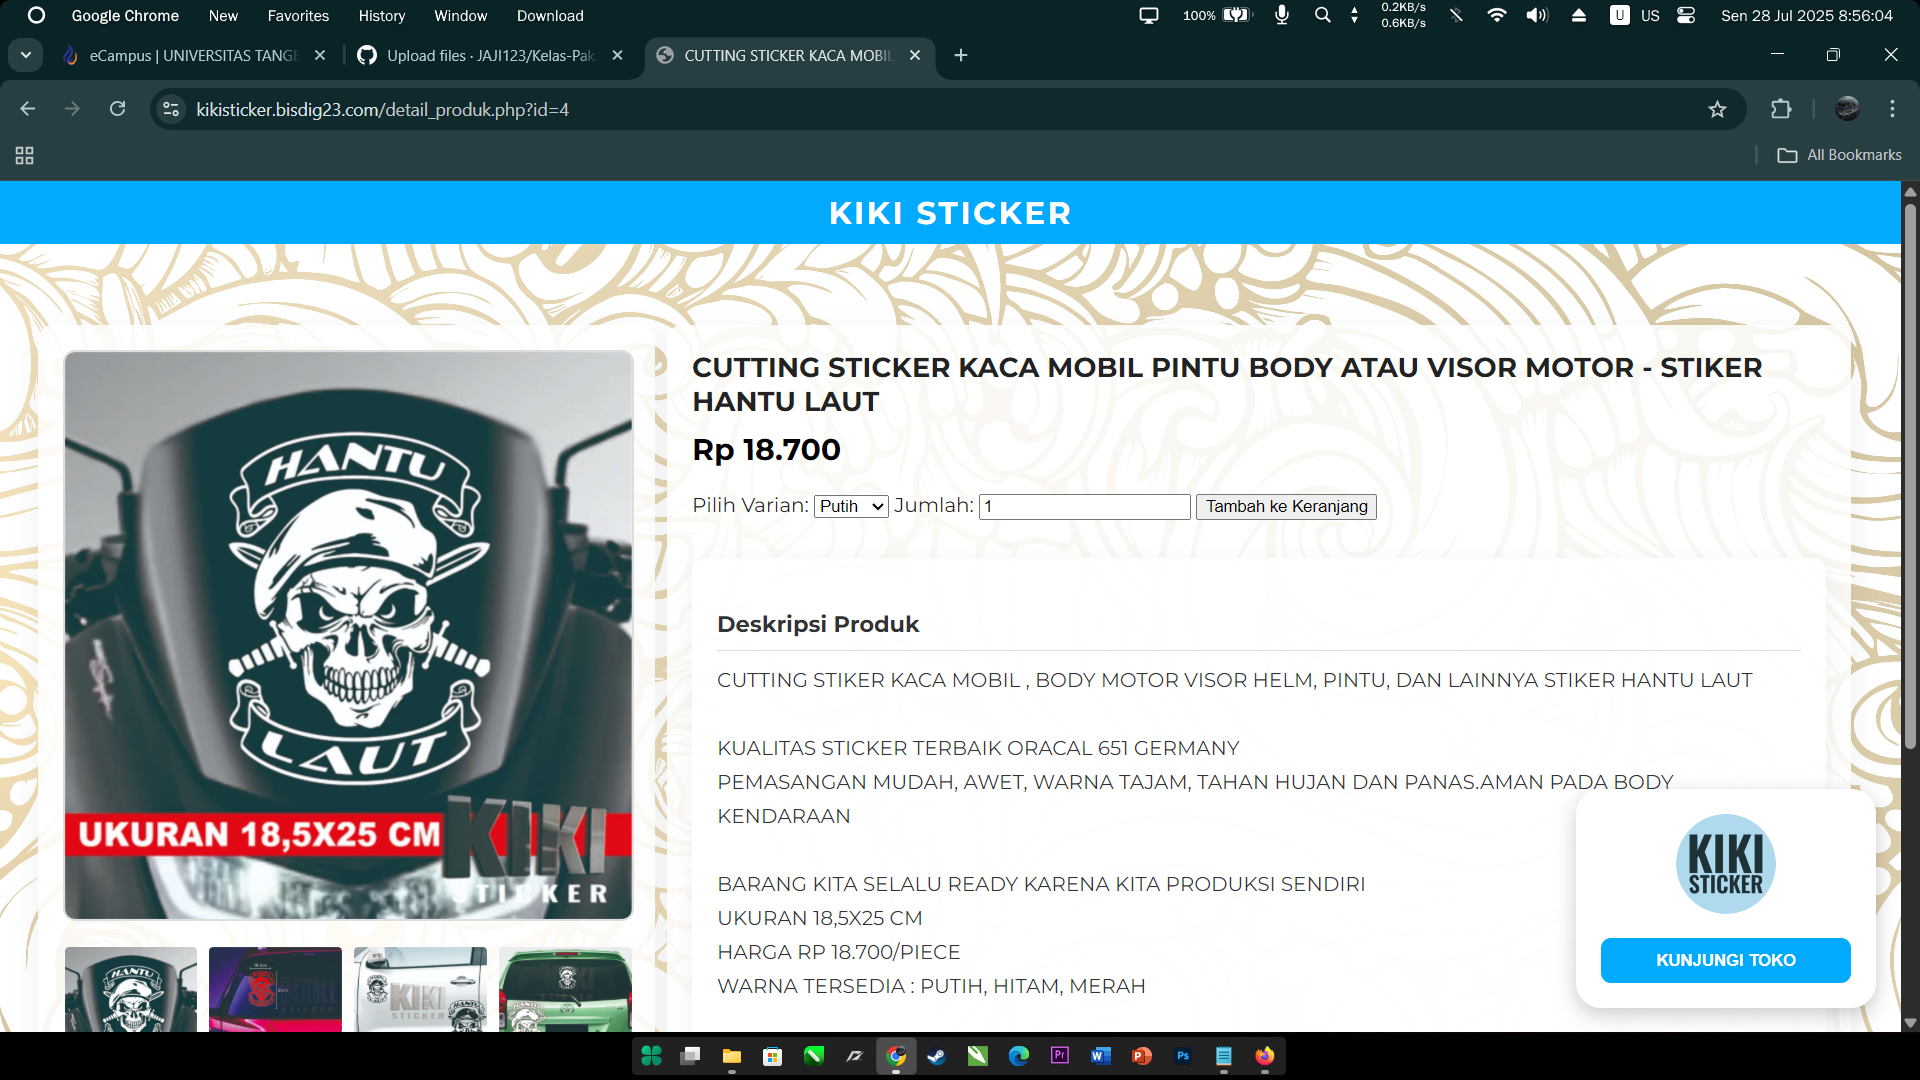 Google Chrome New Favorites History Window Download 100% 0.2KB/s 0.6KB/s U US Sen 28 Jul 2025 8:56:04
eCampus | UNIVERSITAS TANGE Upload files · JAJI123/Kelas-Pak CUTTING STICKER KACA MOBIL
kikisticker.bisdig23.com/detail_produk.php?id=4
All Bookmarks
KIKI STICKER
HANTU
LAUT
UKURAN 18,5X25 CM
KIKI
STICKER
CUTTING STICKER KACA MOBIL PINTU BODY ATAU VISOR MOTOR - STIKER
HANTU LAUT
Rp 18.700
Pilih Varian: Putih Jumlah: 1 Tambah ke Keranjang
Deskripsi Produk
CUTTING STIKER KACA MOBIL , BODY MOTOR VISOR HELM, PINTU, DAN LAINNYA STIKER HANTU LAUT
KUALITAS STICKER TERBAIK ORACAL 651 GERMANY
PEMASANGAN MUDAH, AWET, WARNA TAJAM, TAHAN HUJAN DAN PANAS.AMAN PADA BODY
KENDARAAN
BARANG KITA SELALU READY KARENA KITA PRODUKSI SENDIRI
UKURAN 18,5X25 CM
HARGA RP 18.700/PIECE
WARNA TERSEDIA : PUTIH, HITAM, MERAH
KIKI
STICKER
KUNJUNGI TOKO
HANTU
KIKI
STICKER
Pr W P Ps